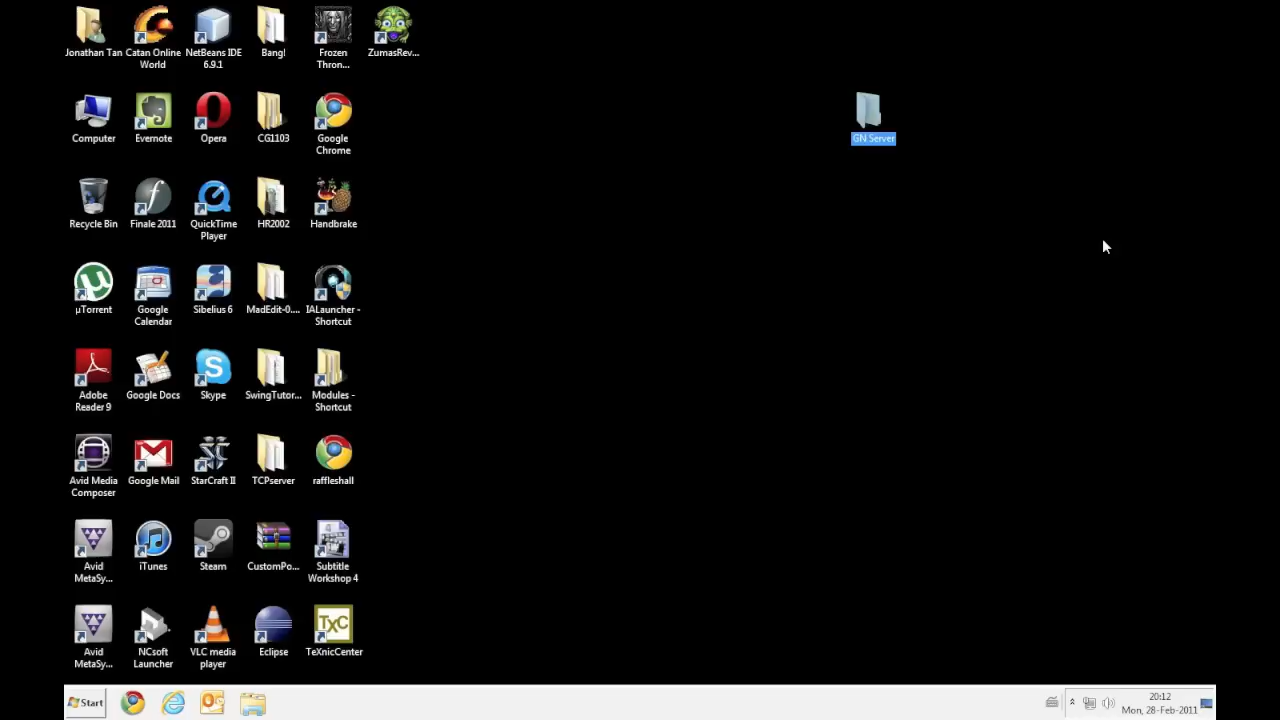 Jonathan Tan
Catan Online
World
NetBeans IDE
6.9.1
Bang!
Frozen
Thron...
ZumasRev...
Computer
Evernote
Opera
CG1103
Google
Chrome
GN Server
Recycle Bin
Finale 2011
QuickTime
Player
HR2002
Handbrake
µTorrent
Google
Calendar
Sibelius 6
MadEdit-0....
IALauncher -
Shortcut
Adobe
Reader 9
Google Docs
Skype
SwingTutor...
Modules -
Shortcut
Avid Media
Composer
Google Mail
StarCraft II
TCPserver
raffleshall
Avid
MetaSy...
iTunes
Steam
CustomPo...
Subtitle
Workshop 4
Avid
MetaSy...
NCsoft
Launcher
VLC media
player
Eclipse
TXC
TeXnicCenter
Start
20:12
Mon, 28-Feb-2011